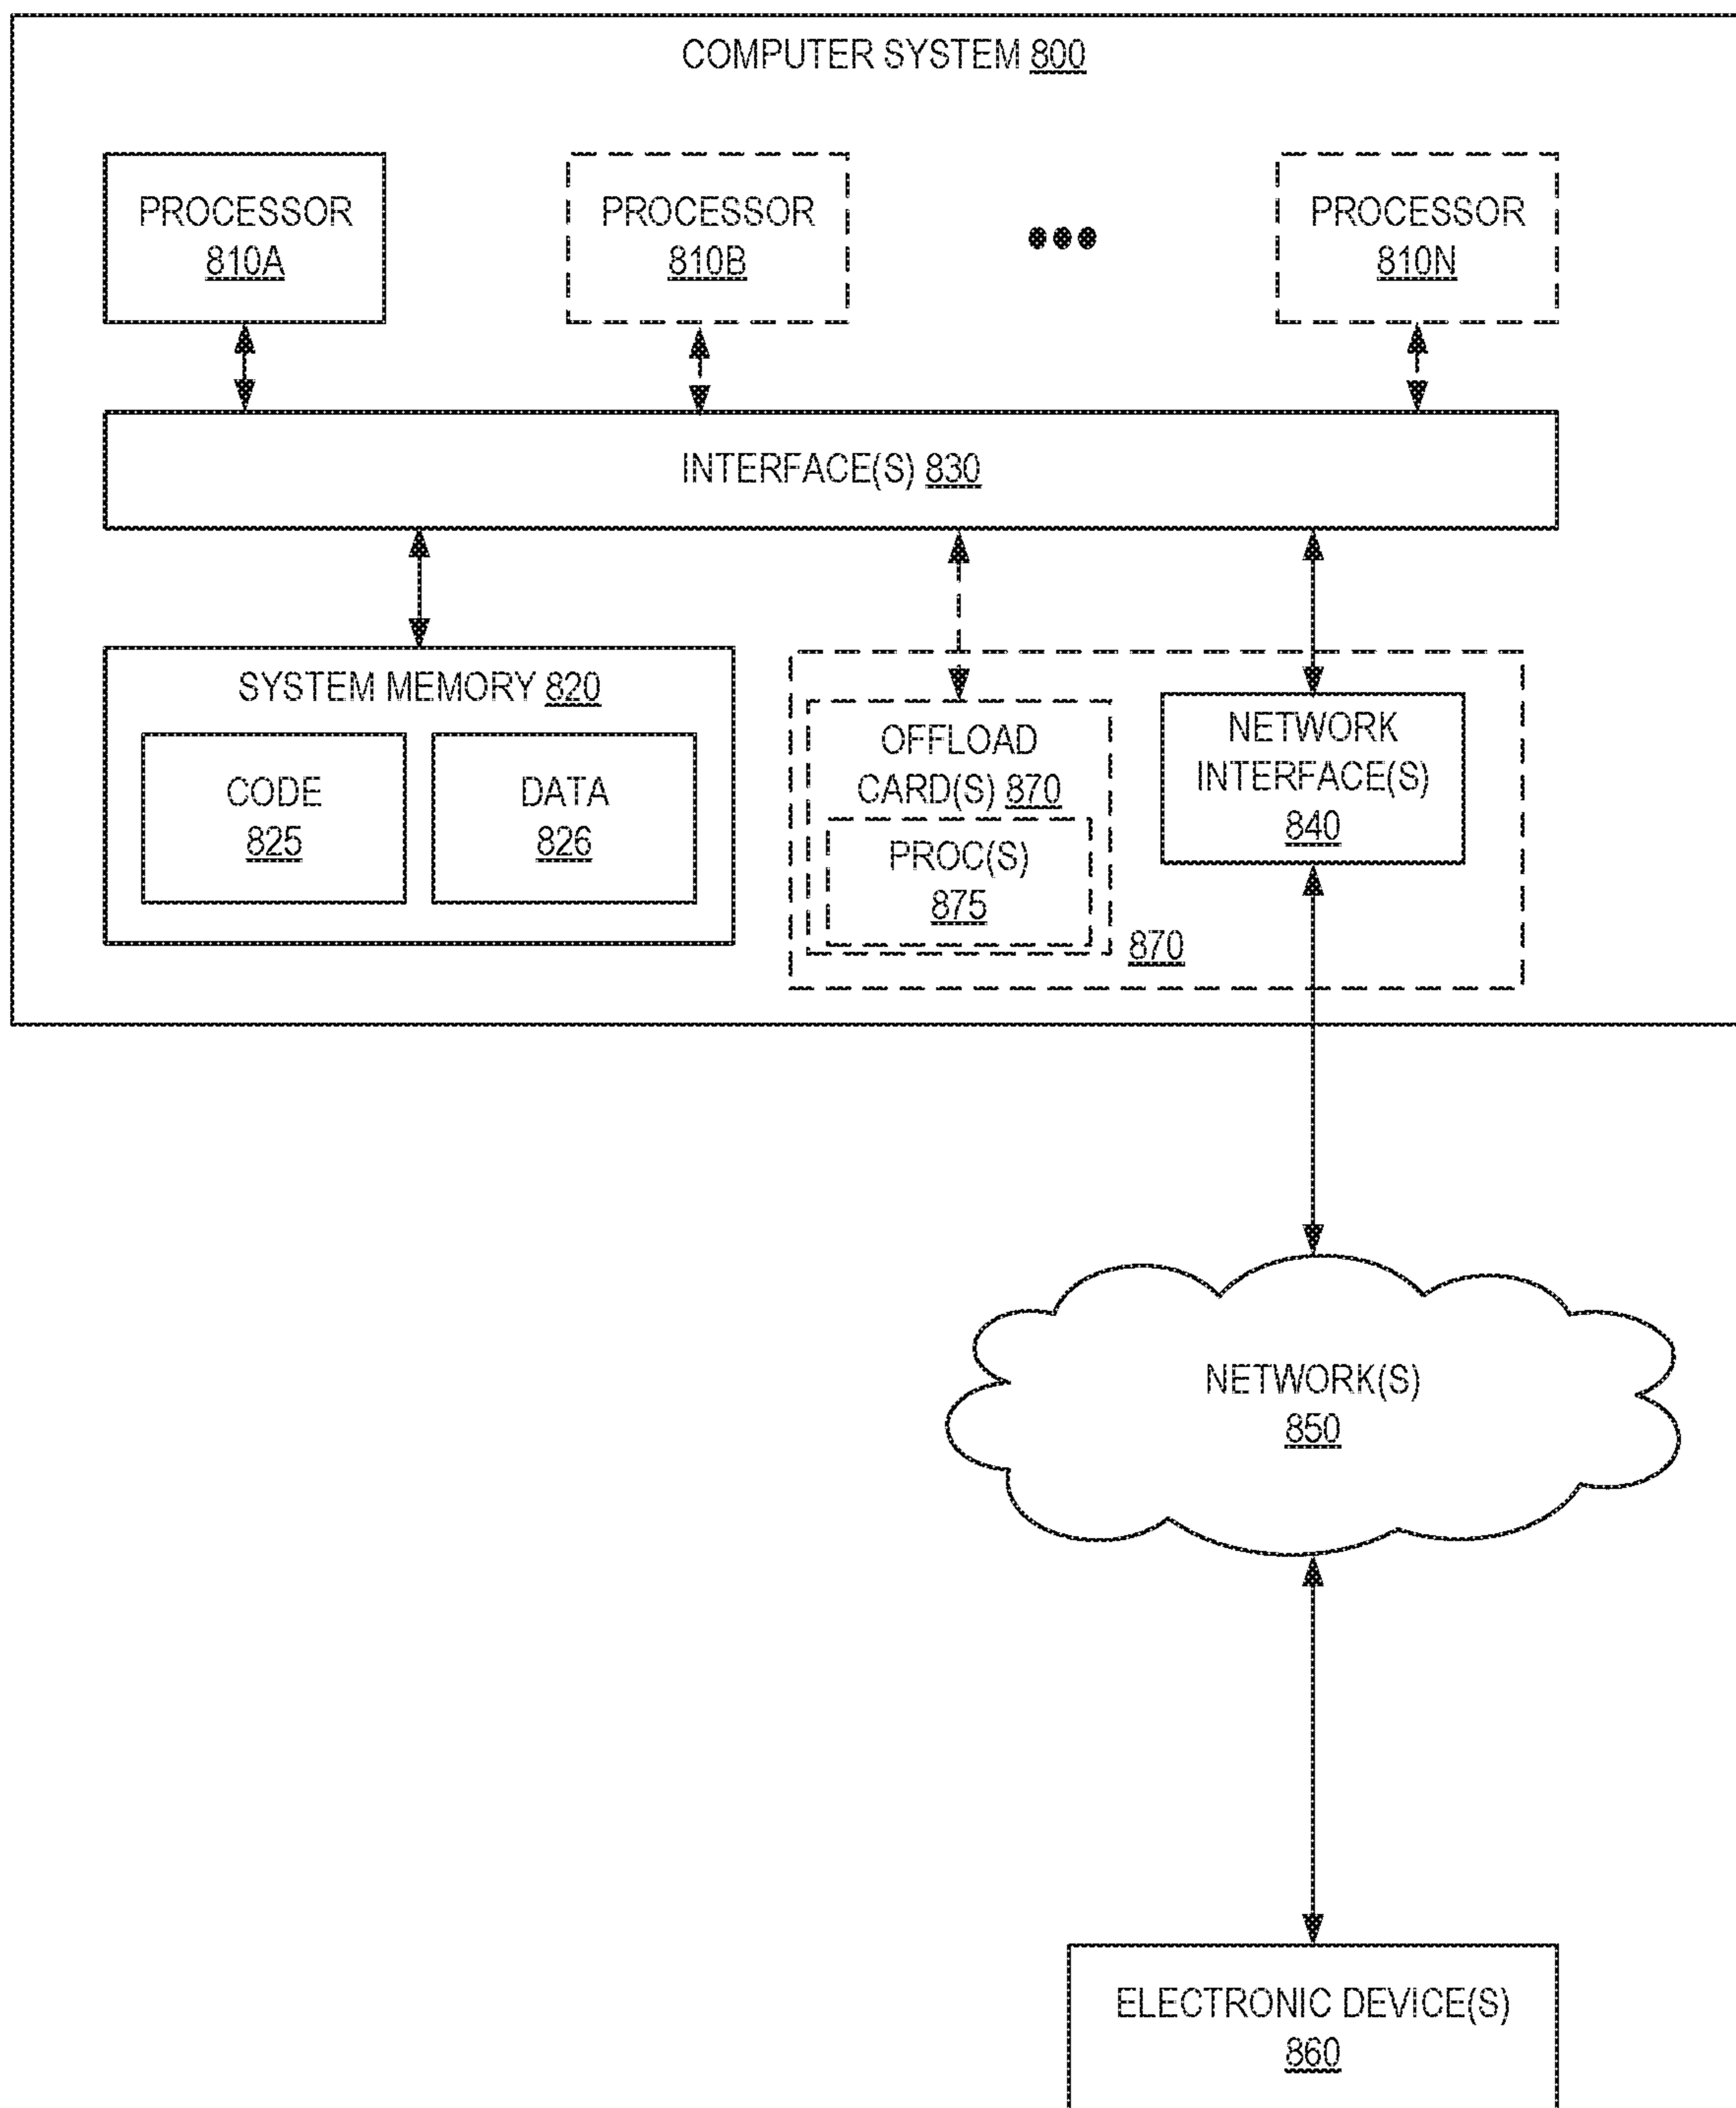 COMPUTER SYSTEM 800
PROCESSOR
810A
PROCESSOR
810B
PROCESSOR
810N
INTERFACE(S) 830
SYSTEM MEMORY 820
CODE
825
DATA
826
OFFLOAD
CARD(S) 870
PROC(S)
875
870
NETWORK
INTERFACE(S)
840
NETWORK(S)
850
ELECTRONIC DEVICE(S)
860